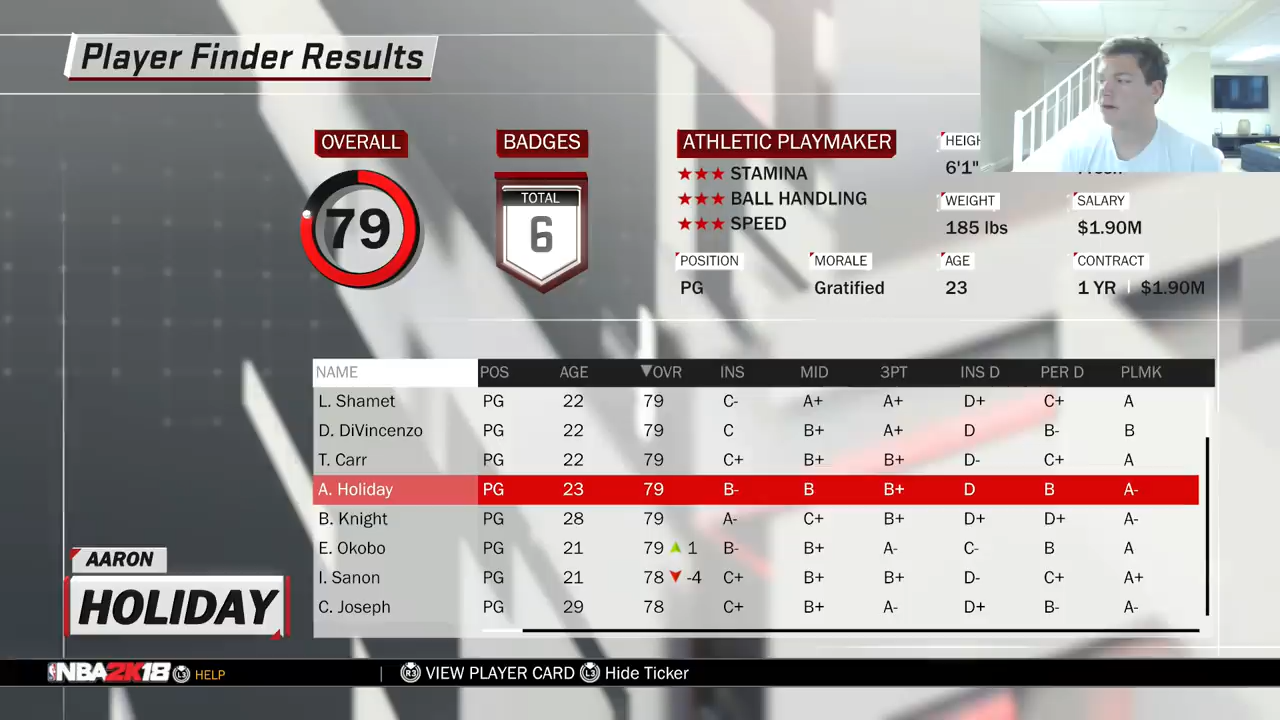 Player Finder Results
OVERALL
79
BADGES
TOTAL
6
ATHLETIC PLAYMAKER
★★★ STAMINA
★★★ BALL HANDLING
★★★ SPEED
POSITION
PG
MORALE
Gratified
6'1"
WEIGHT
185 lbs
SALARY
$1.90M
AGE
23
CONTRACT
1 YR | $1.90M
NAME POS AGE ▼OVR INS MID 3PT INS D PER D PLMK
L. Shamet PG 22 79 C- A+ A+ D+ C+ A
D. DiVincenzo PG 22 79 C B+ A+ D B- B
T. Carr PG 22 79 C+ B+ B+ D- C+ A
A. Holiday PG 23 79 B- B B+ D B A-
B. Knight PG 28 79 A- C+ B+ D+ D+ A-
E. Okobo PG 21 79 ▲ 1 B- B+ A- C- B A
I. Sanon PG 21 78 ▼ -4 C+ B+ B+ D- C+ A+
C. Joseph PG 29 78 C+ B+ A- D+ B- A-
AARON
HOLIDAY
NBA2K18 L3 HELP | R3 VIEW PLAYER CARD L3 Hide Ticker